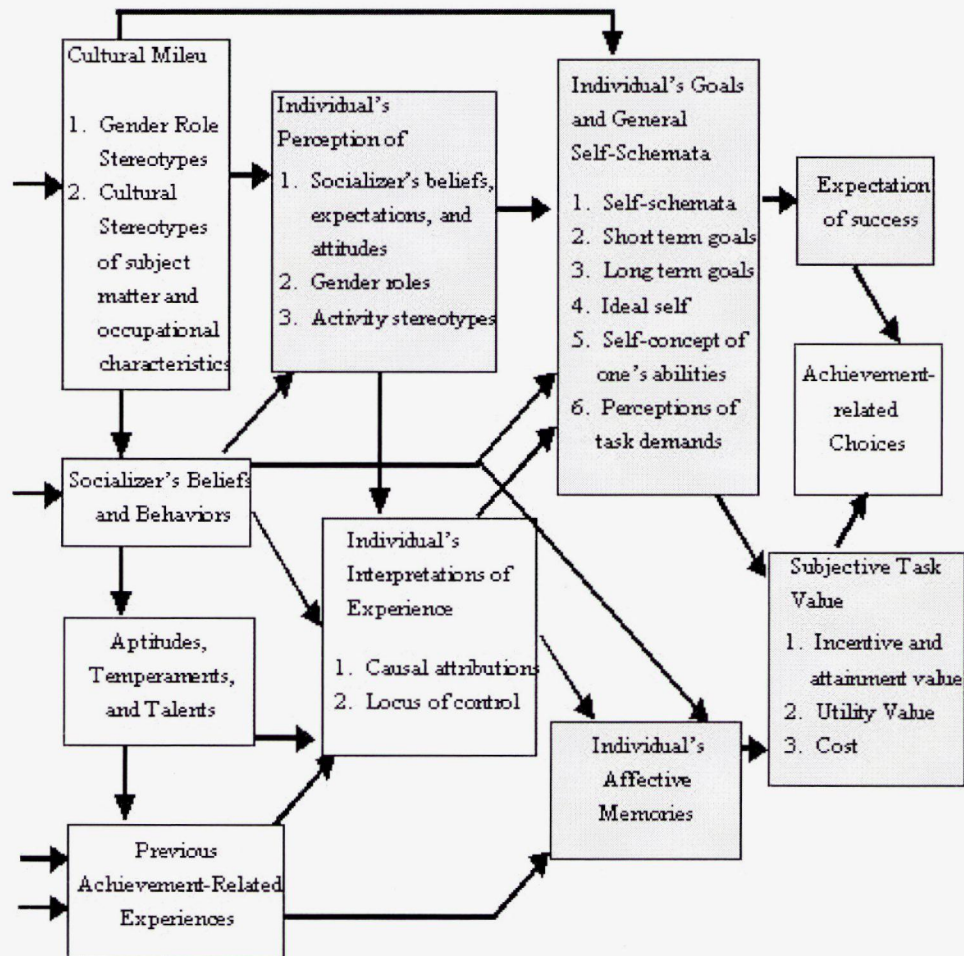 Cultural Mileu
1. Gender Role
Stereotypes
2. Cultural
Stereotypes
of subject
matter and
occupational
characteristics
Individual's
Perception of
1. Socializer's beliefs,
expectations, and
attitudes
2. Gender roles
3. Activity stereotypes
Individual's Goals
and General
Self-Schemata
1. Self-schemata
2. Short term goals
3. Long term goals
4. Ideal self
5. Self-concept of
one's abilities
6. Perceptions of
task demands
Expectation
of success
Achievement-
related
Choices
Socializer's Beliefs
and Behaviors
Individual's
Interpretations of
Experience
1. Causal attributions
2. Locus of control
Subjective Task
Value
1. Incentive and
attainment value
2. Utility Value
3. Cost
Aptitudes,
Temperaments,
and Talents
Individual's
Affective
Memories
Previous
Achievement-Related
Experiences